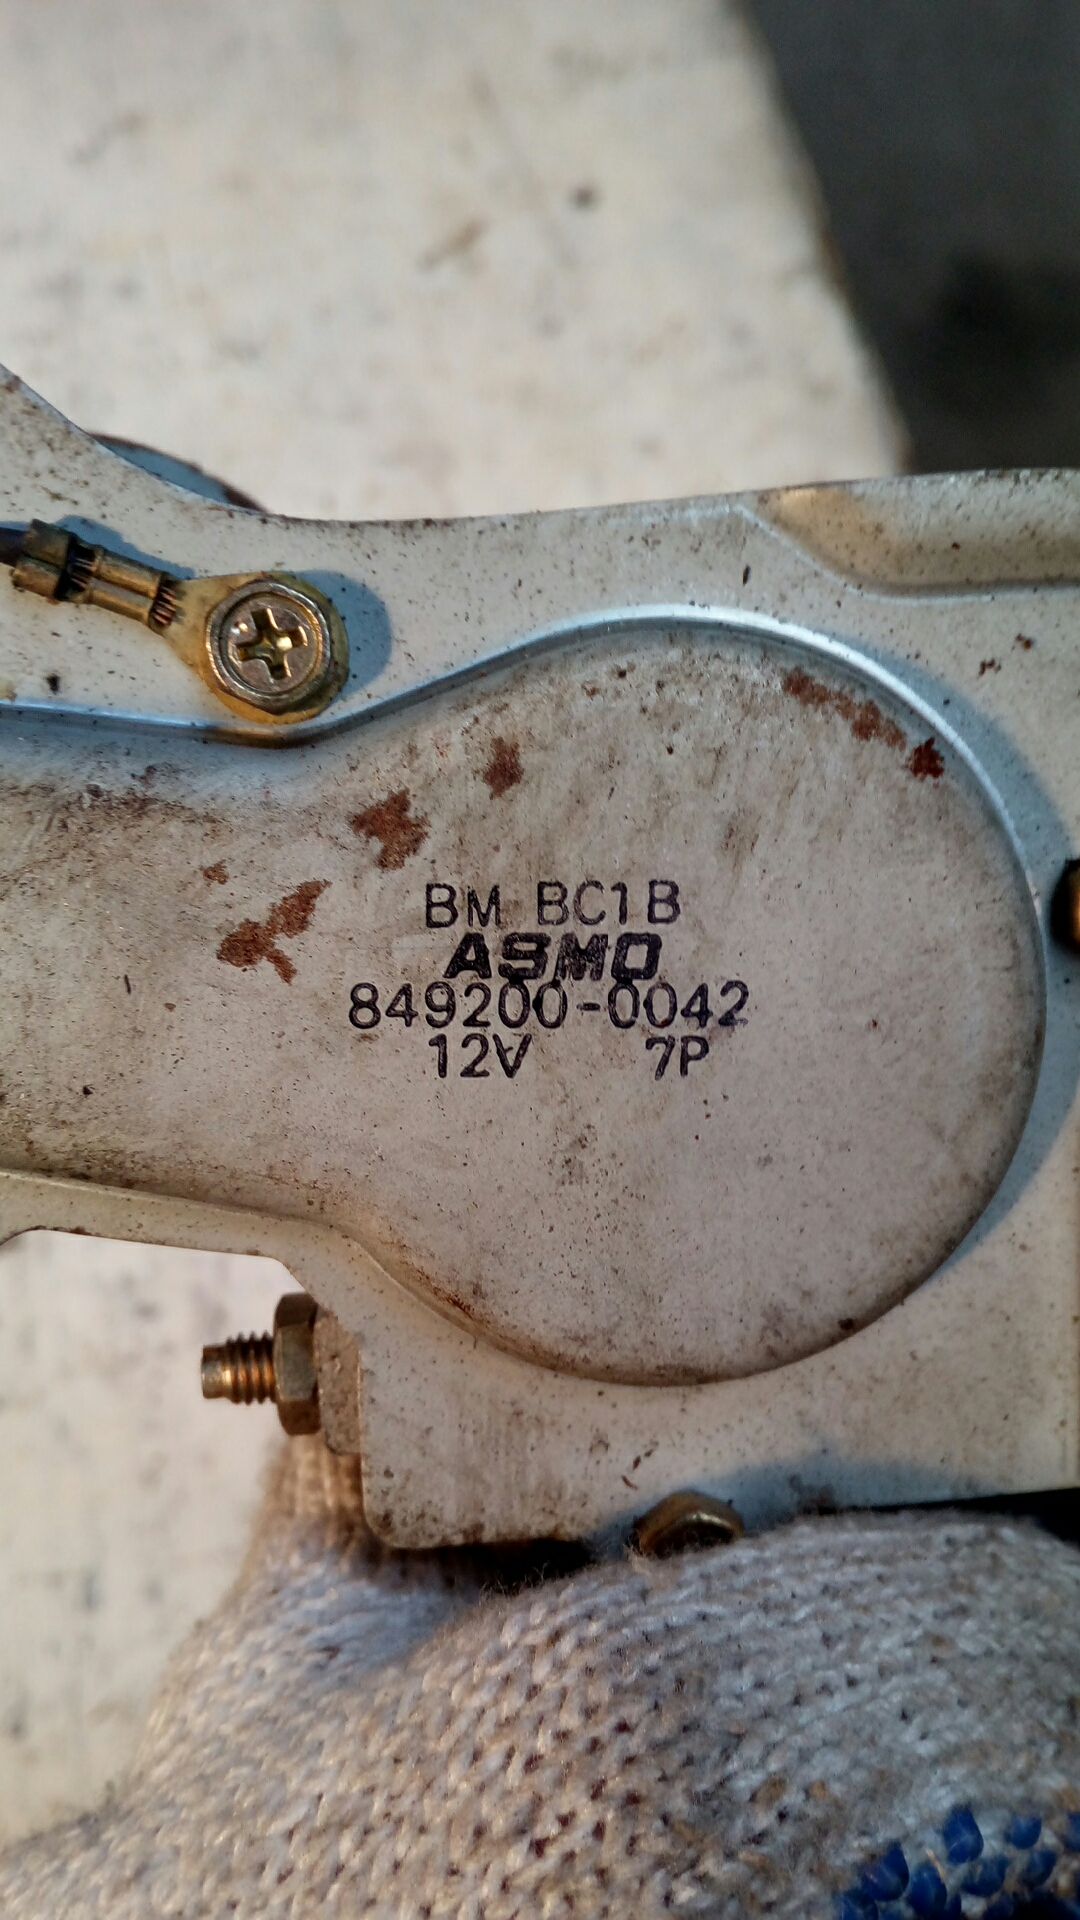 BM BC1B
ASMO
849200-0042
12V 7P